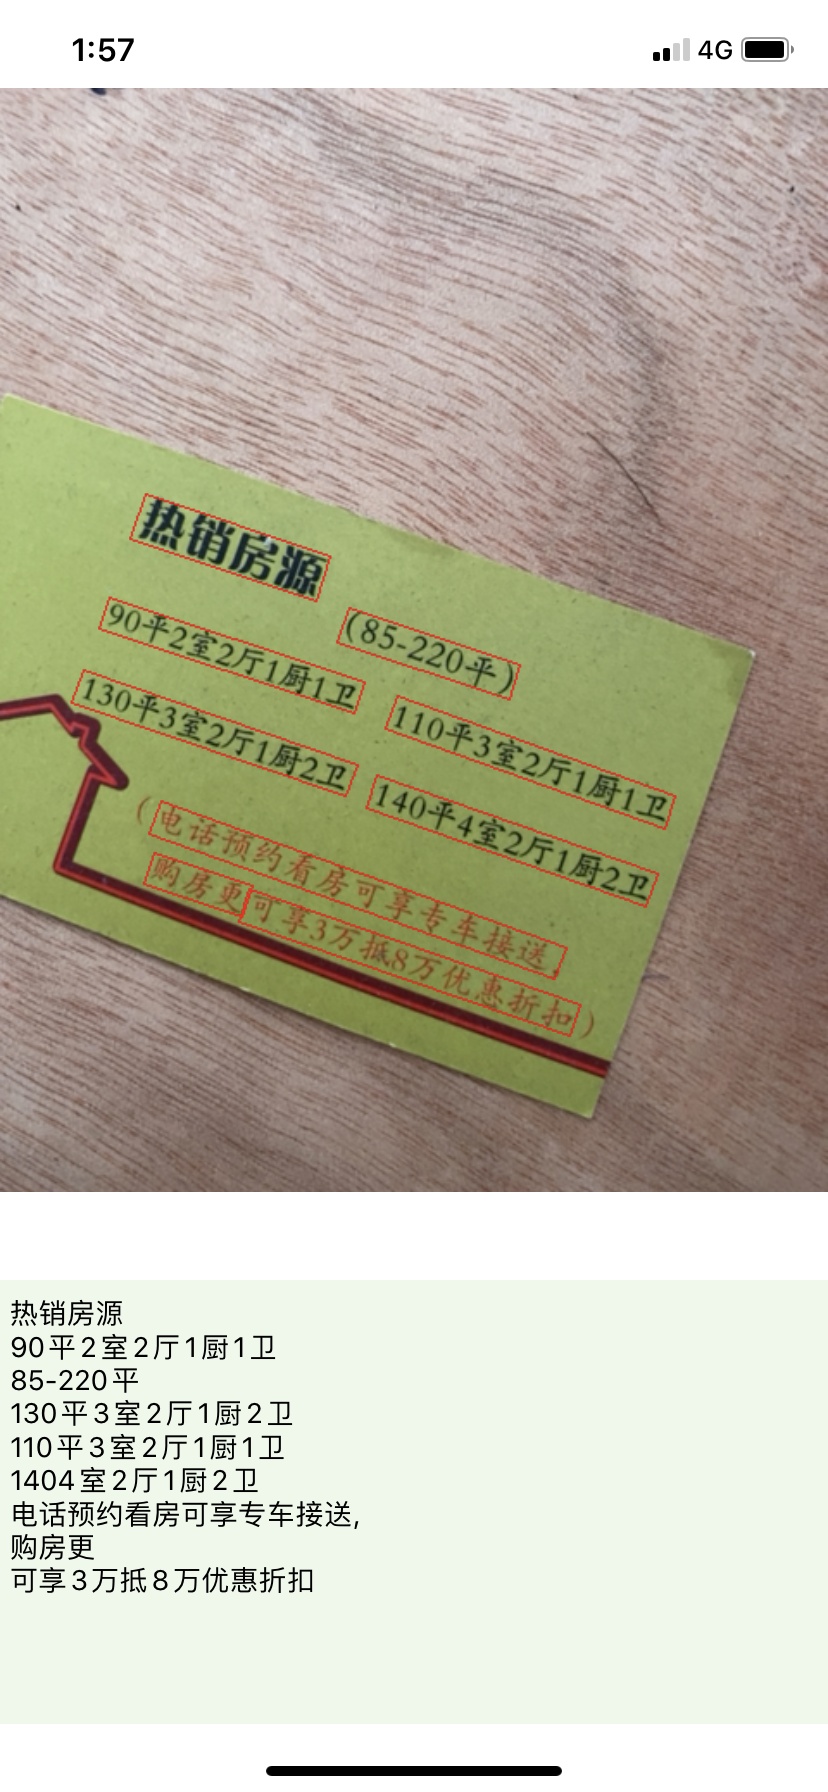 1:57
4G
热销房源
(85-220平)
90平2室2厅1厨1卫
110平3室2厅1厨1卫
130平3室2厅1厨2卫
140平4室2厅1厨2卫
(电话预约看房可享专车接送,
购房更可享3万抵8万优惠折扣)
热销房源
90平2室2厅1厨1卫
85-220平
130平3室2厅1厨2卫
110平3室2厅1厨1卫
1404室2厅1厨2卫
电话预约看房可享专车接送,
购房更
可享3万抵8万优惠折扣